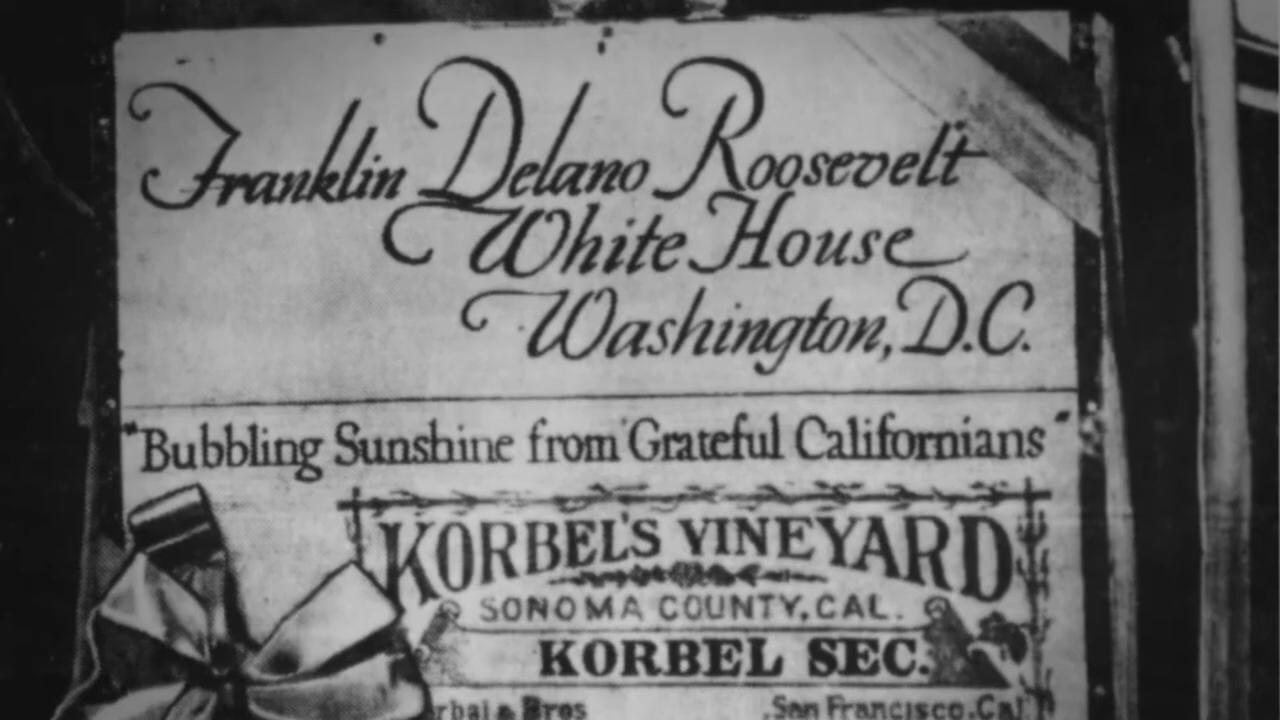 Franklin Delano Roosevelt
White House
Washington, D.C.
"Bubbling Sunshine from Grateful Californians"
KORBEL'S VINEYARD
SONOMA COUNTY, CAL.
KORBEL SEC.
Bros San Francisco. Cal